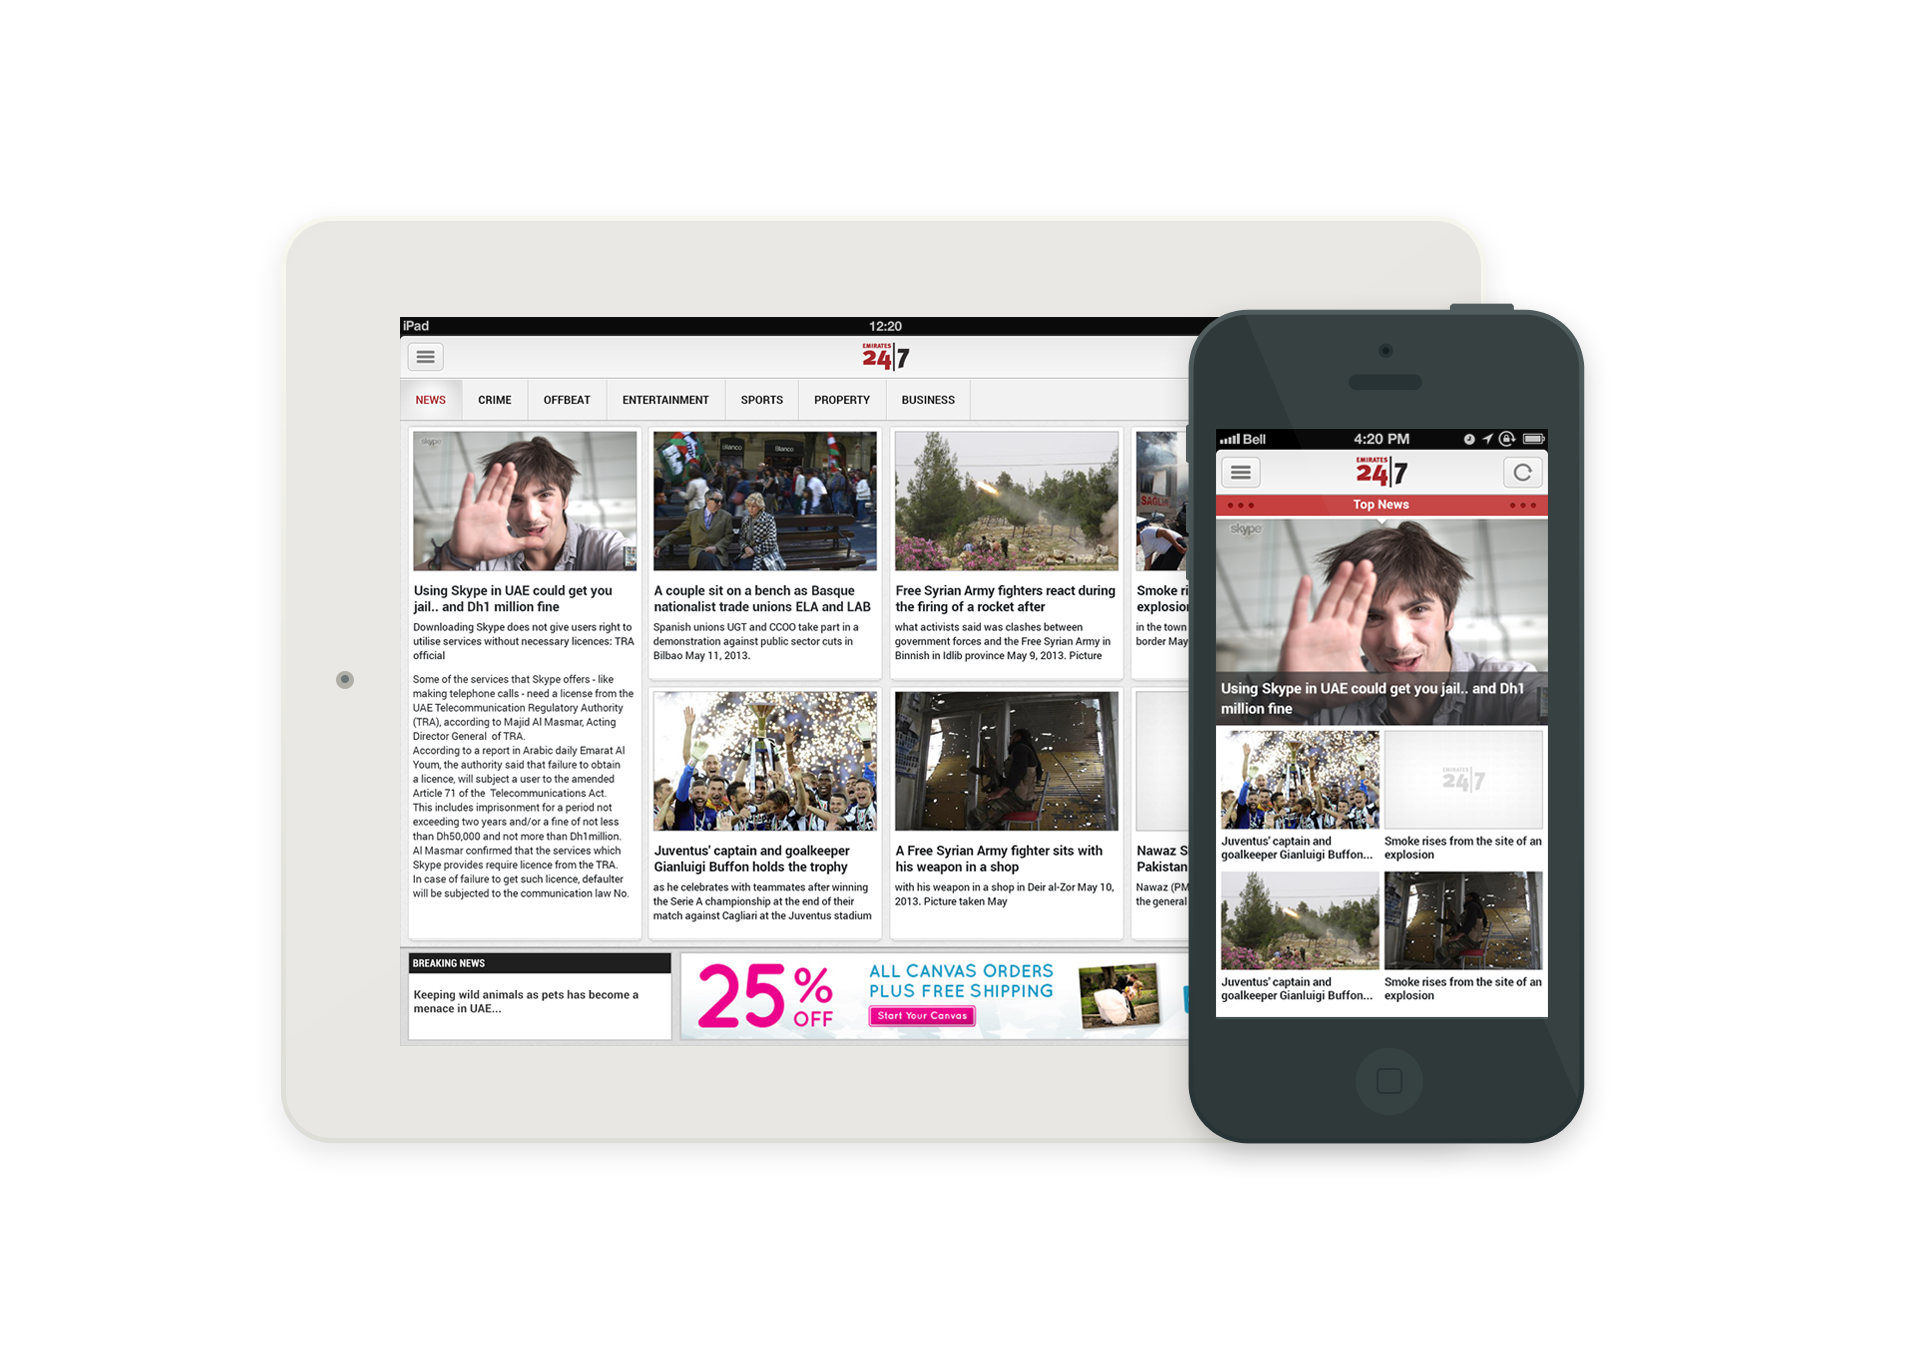 iPad
12:20
EMIRATES
24|7
NEWS
CRIME
OFFBEAT
ENTERTAINMENT
SPORTS
PROPERTY
BUSINESS
skype
Using Skype in UAE could get you
jail.. and Dh1 million fine
Downloading Skype does not give users right to
utilise services without necessary licences: TRA
official
Some of the services that Skype offers - like
making telephone calls - need a license from the
UAE Telecommunication Regulatory Authority
(TRA), according to Majid Al Masmar, Acting
Director General of TRA.
According to a report in Arabic daily Emarat Al
Youm, the authority said that failure to obtain
a licence, will subject a user to the amended
Article 71 of the Telecommunications Act.
This includes imprisonment for a period not
exceeding two years and/or a fine of not less
than Dh50,000 and not more than Dh1million.
Al Masmar confirmed that the services which
Skype provides require licence from the TRA.
In case of failure to get such licence, defaulter
will be subjected to the communication law No.
Blanco
Blanco
A couple sit on a bench as Basque
nationalist trade unions ELA and LAB
Spanish unions UGT and CCOO take part in a
demonstration against public sector cuts in
Bilbao May 11, 2013.
Free Syrian Army fighters react during
the firing of a rocket after
what activists said was clashes between
government forces and the Free Syrian Army in
Binnish in Idlib province May 9, 2013. Picture
SAĞLIK
Smoke ri
explosion
in the town
border May
Juventus' captain and goalkeeper
Gianluigi Buffon holds the trophy
as he celebrates with teammates after winning
the Serie A championship at the end of their
match against Cagliari at the Juventus stadium
A Free Syrian Army fighter sits with
his weapon in a shop
with his weapon in a shop in Deir al-Zor May 10,
2013. Picture taken May
Nawaz S
Pakistan
Nawaz (PM
the general
BREAKING NEWS
Keeping wild animals as pets has become a
menace in UAE...
25%
OFF
ALL CANVAS ORDERS
PLUS FREE SHIPPING
Start Your Canvas
Bell
4:20 PM
EMIRATES
24|7
Top News
skype
Using Skype in UAE could get you jail.. and Dh1
million fine
EMIRATES
24|7
Juventus' captain and
goalkeeper Gianluigi Buffon...
Smoke rises from the site of an
explosion
Juventus' captain and
goalkeeper Gianluigi Buffon...
Smoke rises from the site of an
explosion